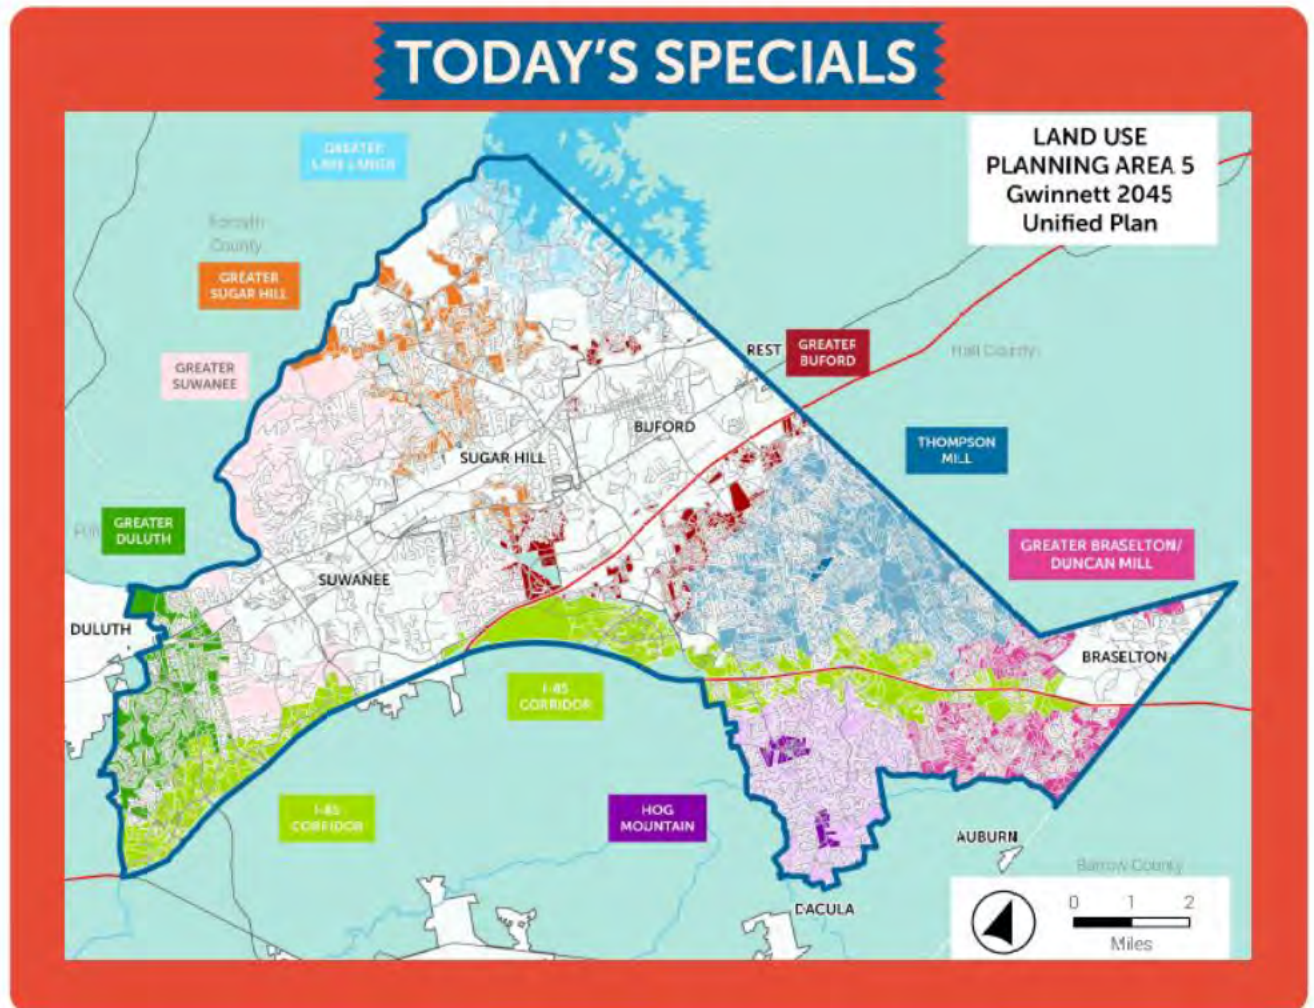 TODAY'S SPECIALS
LAND USE
PLANNING AREA 5
Gwinnett 2045
Unified Plan
GREATER
LAKE LANIER
Forsyth
County
GREATER
SUGAR HILL
GREATER
SUWANEE
REST
GREATER
BUFORD
Hall County
BUFORD
SUGAR HILL
THOMPSON
MILL
GREATER
DULUTH
GREATER BRASELTON/
DUNCAN MILL
SUWANEE
DULUTH
BRASELTON
I-85
CORRIDOR
I-85
CORRIDOR
HOG
MOUNTAIN
AUBURN
Barrow County
DACULA
0 1 2
Miles